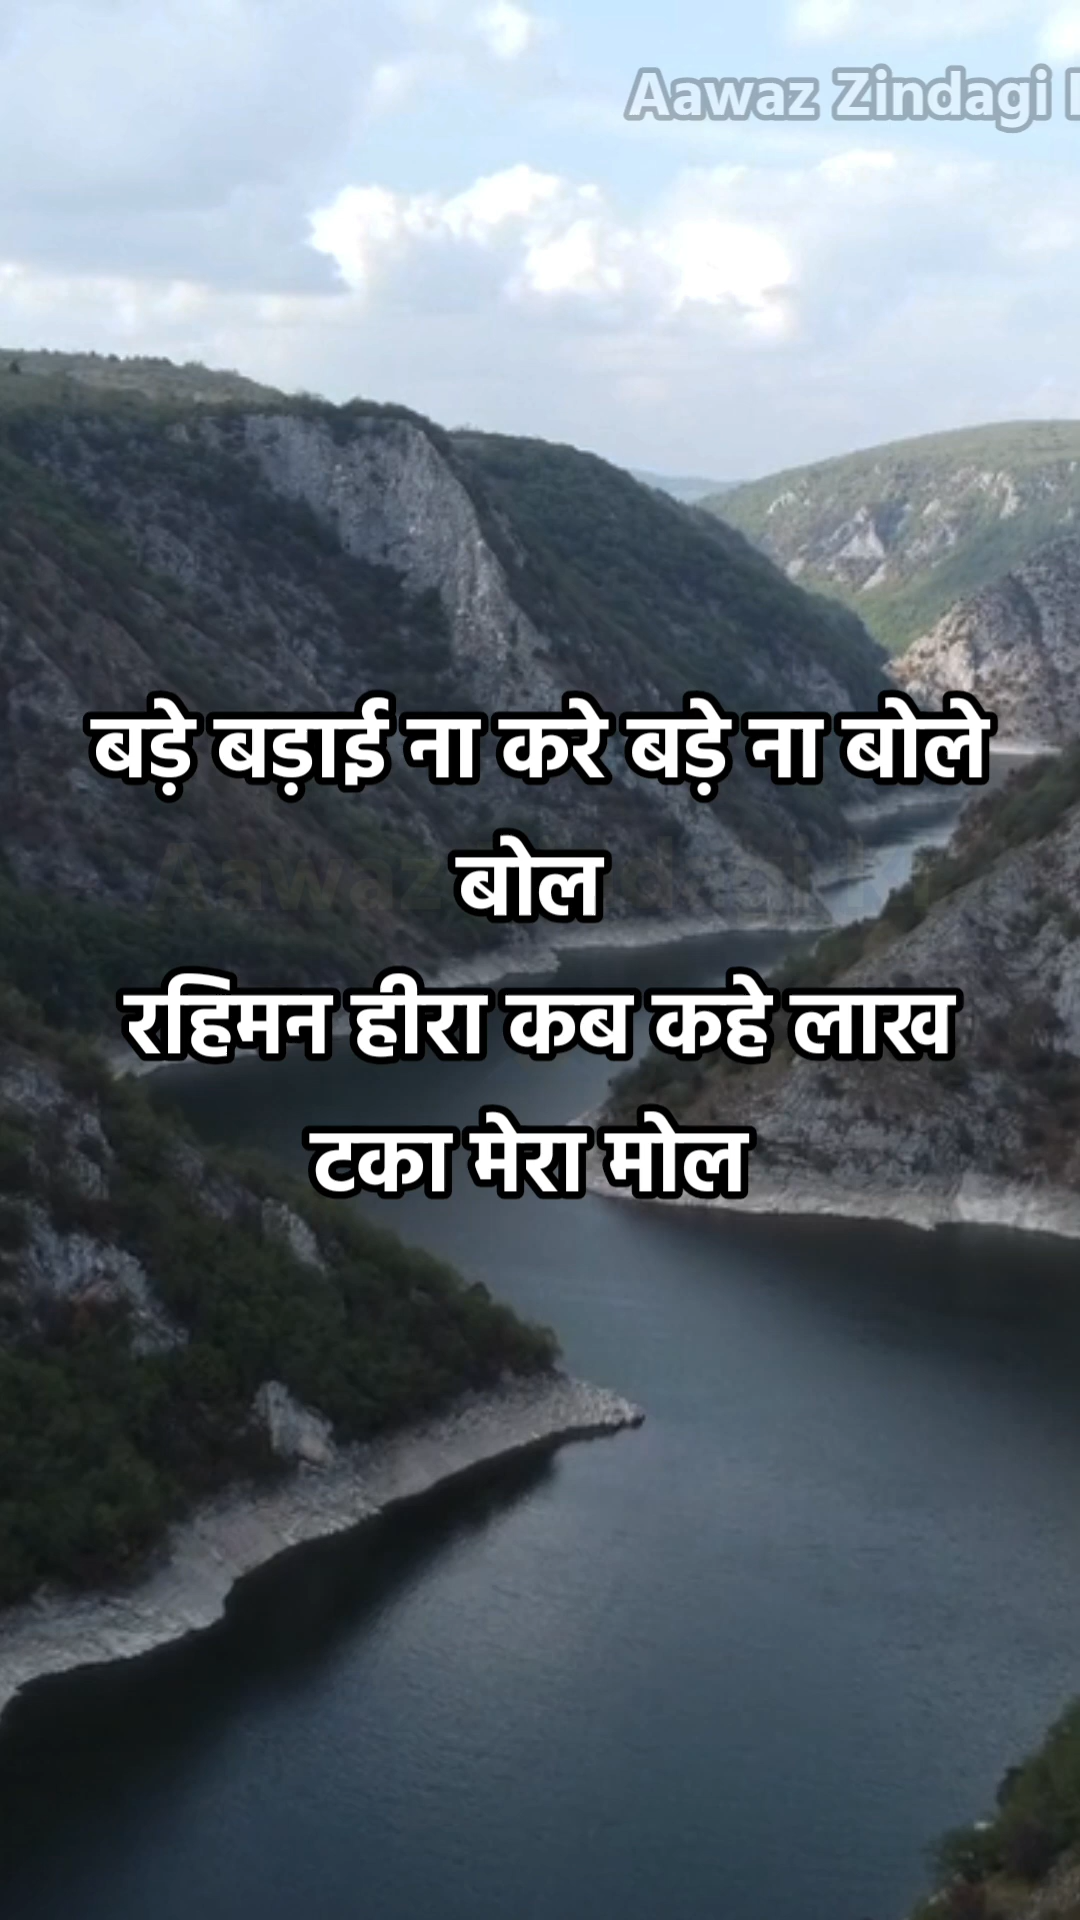 Aawaz Zindagi
बड़े बड़ाई ना करे बड़े ना बोले
बोल
रहिमन हीरा कब कहे लाख
टका मेरा मोल